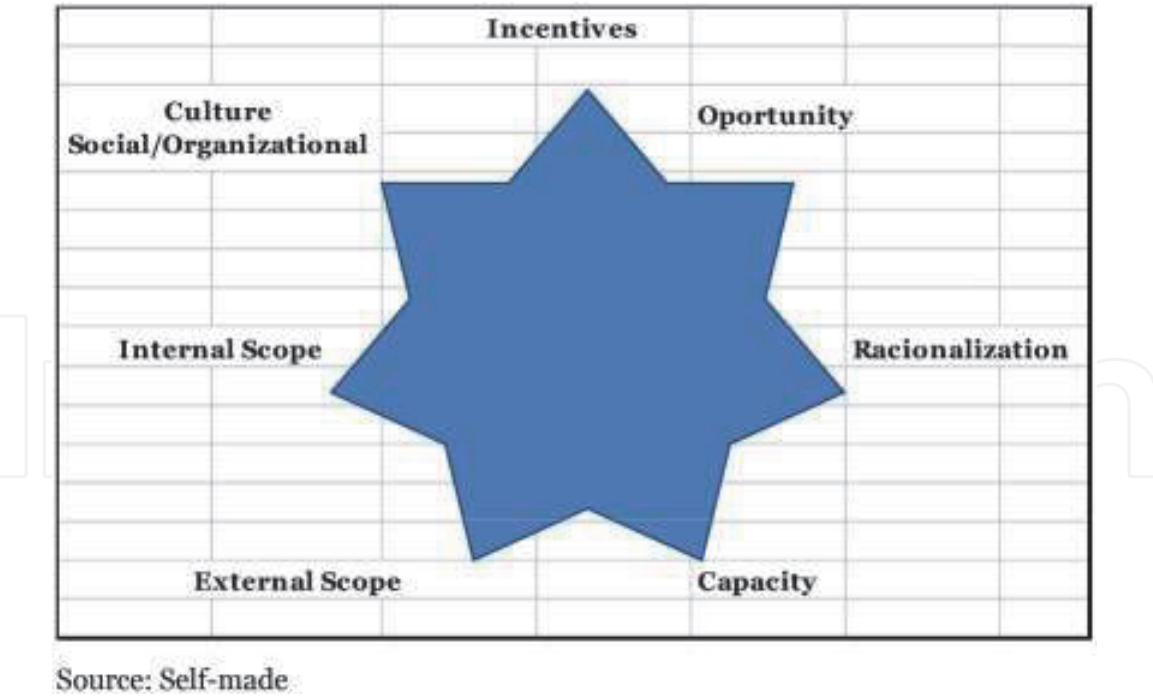 Incentives
Culture
Social/Organizational
Oportunity
Internal Scope
Racionalization
External Scope
Capacity
Source: Self-made